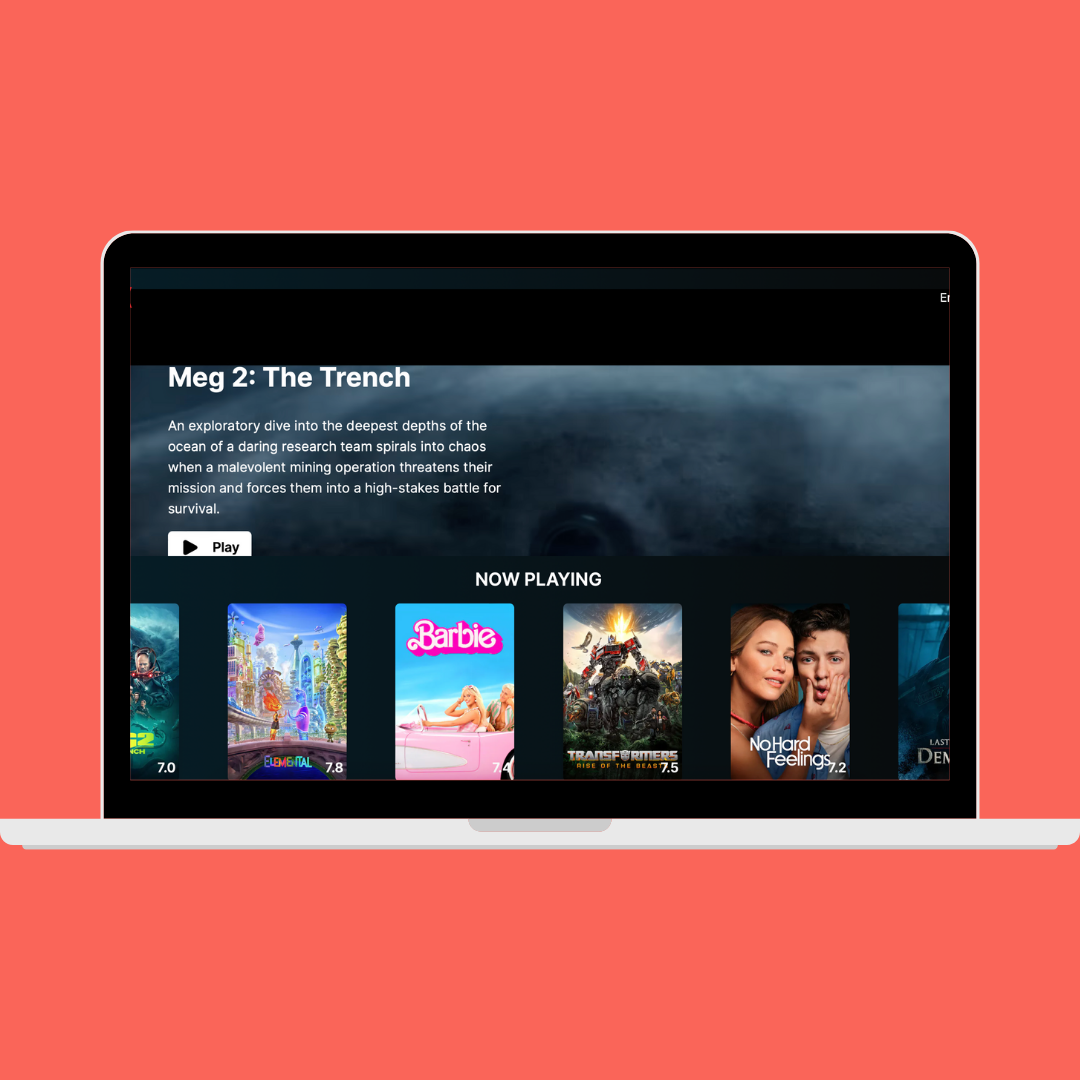 Er
Meg 2: The Trench
An exploratory dive into the deepest depths of the
ocean of a daring research team spirals into chaos
when a malevolent mining operation threatens their
mission and forces them into a high-stakes battle for
survival.
Play
NOW PLAYING
G2
NCH
7.0
ELEMENTAL
7.8
Barbie
7.4
TRANSFORMERS
RISE OF THE BEASTS
7.5
No Hard
Feelings
7.2
LAST
DEM